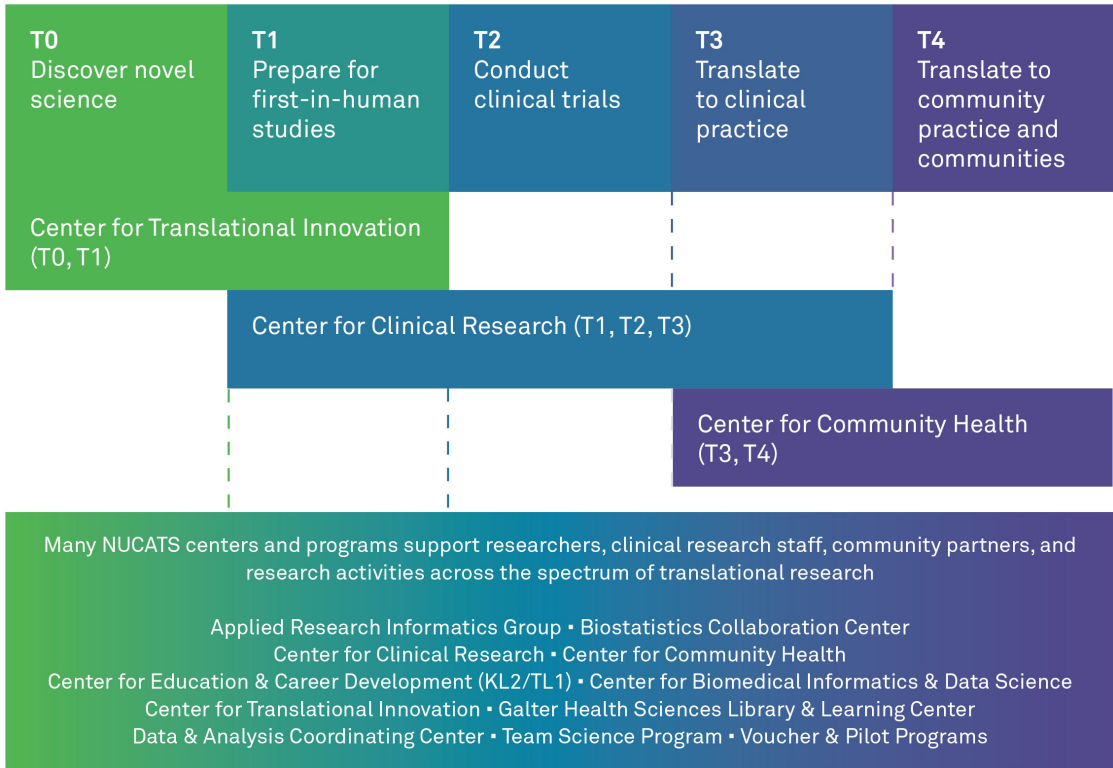 T0
Discover novel
science
T1
Prepare for
first-in-human
studies
T2
Conduct
clinical trials
T3
Translate
to clinical
practice
T4
Translate to
community
practice and
communities
Center for Translational Innovation
(T0, T1)
Center for Clinical Research (T1, T2, T3)
Center for Community Health
(T3, T4)
Many NUCATS centers and programs support researchers, clinical research staff, community partners, and
research activities across the spectrum of translational research
Applied Research Informatics Group ▪ Biostatistics Collaboration Center
Center for Clinical Research ▪ Center for Community Health
Center for Education & Career Development (KL2/TL1) ▪ Center for Biomedical Informatics & Data Science
Center for Translational Innovation ▪ Galter Health Sciences Library & Learning Center
Data & Analysis Coordinating Center ▪ Team Science Program ▪ Voucher & Pilot Programs